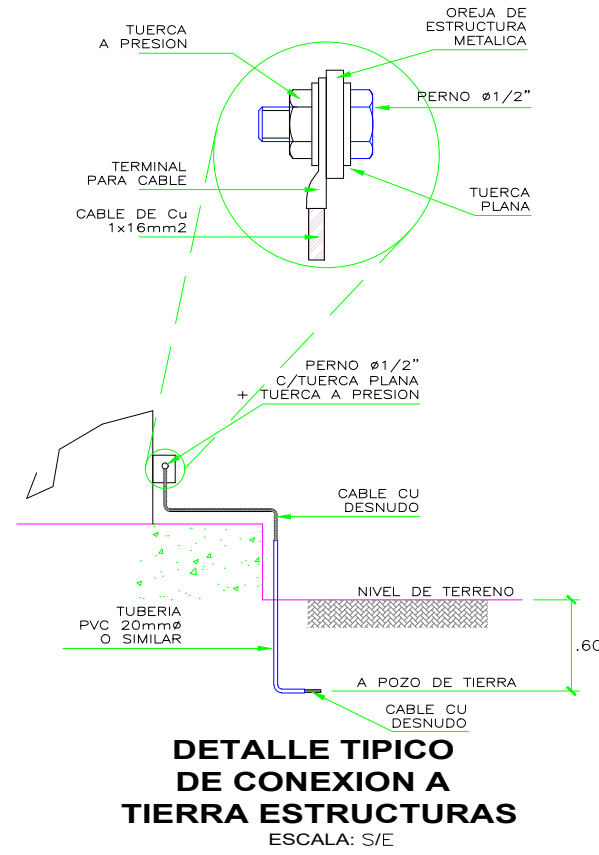 TUERCA
A PRESION
OREJA DE
ESTRUCTURA
METALICA
PERNO ø1/2”
TERMINAL
PARA CABLE
TUERCA
PLANA
CABLE DE Cu
1x16mm2
PERNO ø1/2”
C/TUERCA PLANA
+ TUERCA A PRESION
CABLE CU
DESNUDO
NIVEL DE TERRENO
TUBERIA
PVC 20mmø
O SIMILAR
.60
A POZO DE TIERRA
CABLE CU
DESNUDO
DETALLE TIPICO
DE CONEXION A
TIERRA ESTRUCTURAS
ESCALA: S/E